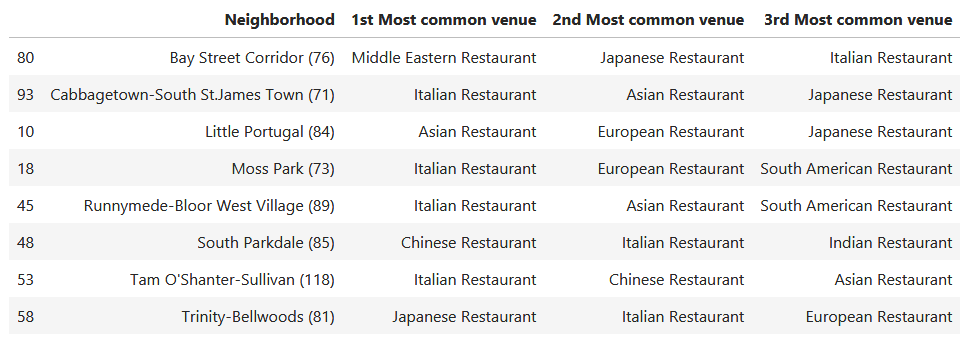 Neighborhood 1st Most common venue 2nd Most common venue 3rd Most common venue
80 Bay Street Corridor (76) Middle Eastern Restaurant Japanese Restaurant Italian Restaurant
93 Cabbagetown-South St.James Town (71) Italian Restaurant Asian Restaurant Japanese Restaurant
10 Little Portugal (84) Asian Restaurant European Restaurant Japanese Restaurant
18 Moss Park (73) Italian Restaurant European Restaurant South American Restaurant
45 Runnymede-Bloor West Village (89) Italian Restaurant Asian Restaurant South American Restaurant
48 South Parkdale (85) Chinese Restaurant Italian Restaurant Indian Restaurant
53 Tam O'Shanter-Sullivan (118) Italian Restaurant Chinese Restaurant Asian Restaurant
58 Trinity-Bellwoods (81) Japanese Restaurant Italian Restaurant European Restaurant